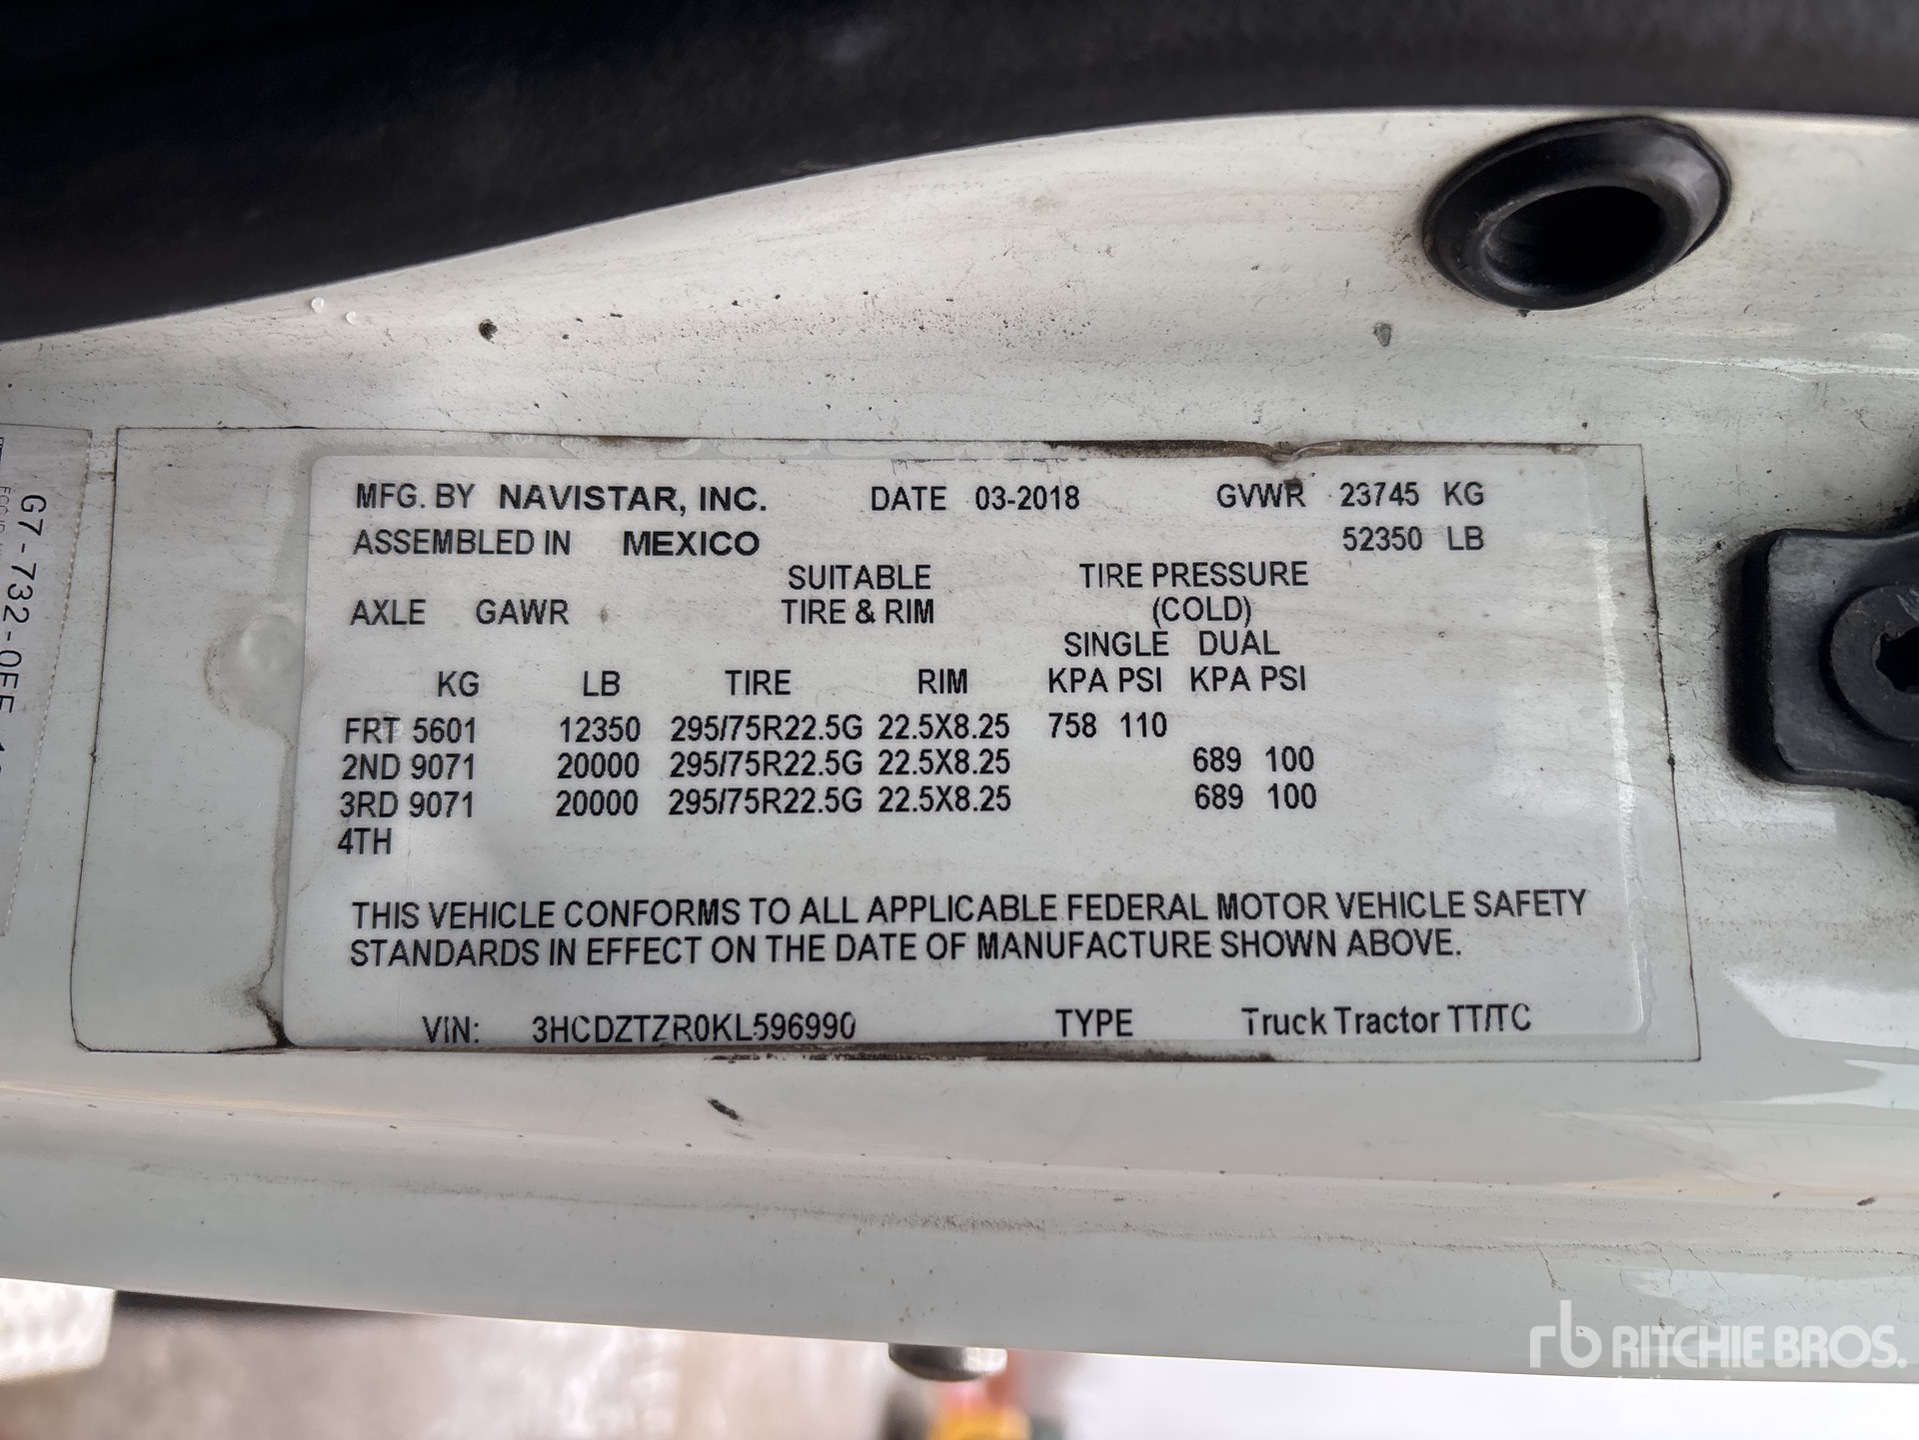 MFG. BY NAVISTAR, INC. DATE 03-2018 GVWR 23745 KG
ASSEMBLED IN MEXICO 52350 LB
SUITABLE TIRE PRESSURE
AXLE GAWR TIRE & RIM (COLD)
SINGLE DUAL
KG LB TIRE RIM KPA PSI KPA PSI
FRT 5601 12350 295/75R22.5G 22.5X8.25 758 110
2ND 9071 20000 295/75R22.5G 22.5X8.25 689 100
3RD 9071 20000 295/75R22.5G 22.5X8.25 689 100
4TH
THIS VEHICLE CONFORMS TO ALL APPLICABLE FEDERAL MOTOR VEHICLE SAFETY
STANDARDS IN EFFECT ON THE DATE OF MANUFACTURE SHOWN ABOVE.
VIN: 3HCDZTZR0KL596990 TYPE Truck Tractor TT/TC
G7-732-0EF
rb RITCHIE BROS.